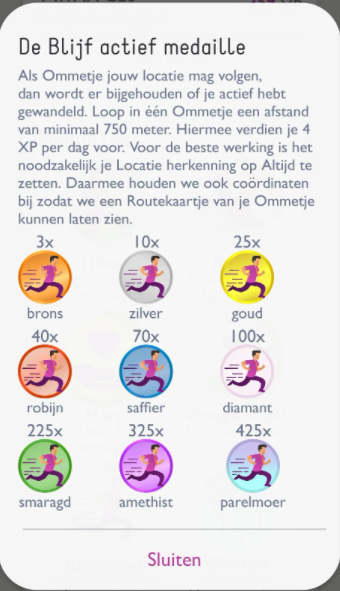 De Blijf actief medaille
Als Ommetje jouw locatie mag volgen,
dan wordt er bijgehouden of je actief hebt
gewandeld. Loop in één Ommetje een afstand
van minimaal 750 meter. Hiermee verdien je 4
XP per dag voor. Voor de beste werking is het
noodzakelijk je Locatie herkenning op Altijd te
zetten. Daarmee houden we ook coördinaten
bij zodat we een Routekaartje van je Ommetje
kunnen laten zien.
3x 10x 25x
brons zilver goud
40x 70x 100x
robijn saffier diamant
225x 325x 425x
smaragd amethist parelmoer
Sluiten